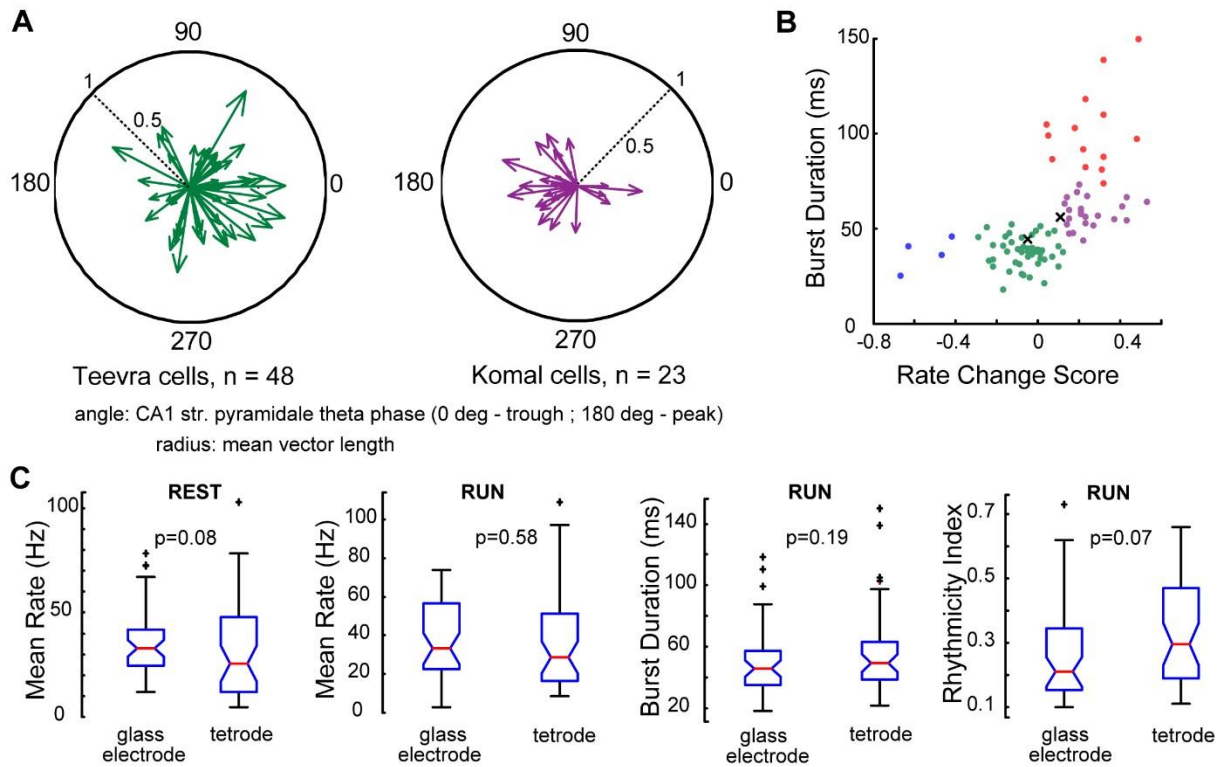 A
90
1
0.5
180
0
270
Teevra cells, n = 48
90
1
0.5
180
0
270
Komal cells, n = 23
angle: CA1 str. pyramidale theta phase (0 deg - trough ; 180 deg - peak)
radius: mean vector length
B
Burst Duration (ms)
150
100
50
0
-0.8
-0.4
0
0.4
Rate Change Score
C
REST
Mean Rate (Hz)
100
50
0
p=0.08
glass
electrode
tetrode
RUN
Mean Rate (Hz)
100
80
60
40
20
0
p=0.58
glass
electrode
tetrode
RUN
Burst Duration (ms)
140
100
60
20
p=0.19
glass
electrode
tetrode
RUN
Rhythmicity Index
0.7
0.5
0.3
0.1
p=0.07
glass
electrode
tetrode